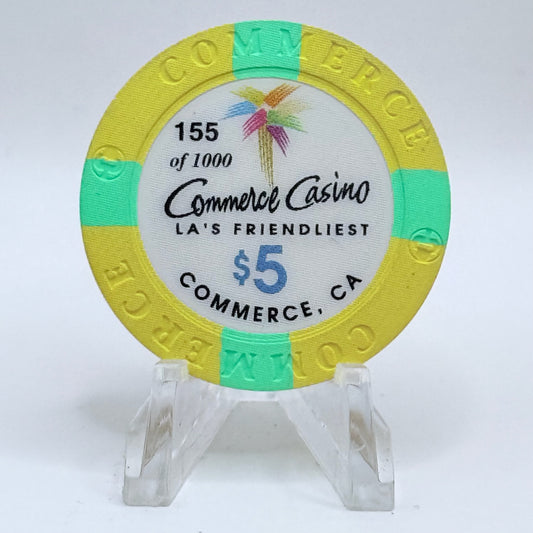 COMMERCE
155
of 1000
Commerce Casino
LA'S FRIENDLIEST
$5
COMMERCE, CA
COMMERCE